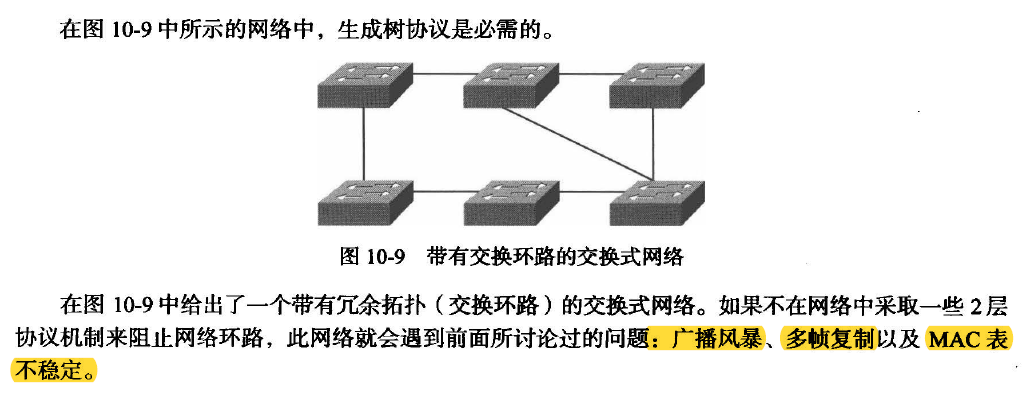 在图 10-9 中所示的网络中，生成树协议是必需的。
图 10-9 带有交换环路的交换式网络
在图 10-9 中给出了一个带有冗余拓扑（交换环路）的交换式网络。如果不在网络中采取一些 2 层
协议机制来阻止网络环路，此网络就会遇到前面所讨论过的问题：广播风暴、多帧复制以及 MAC 表
不稳定。